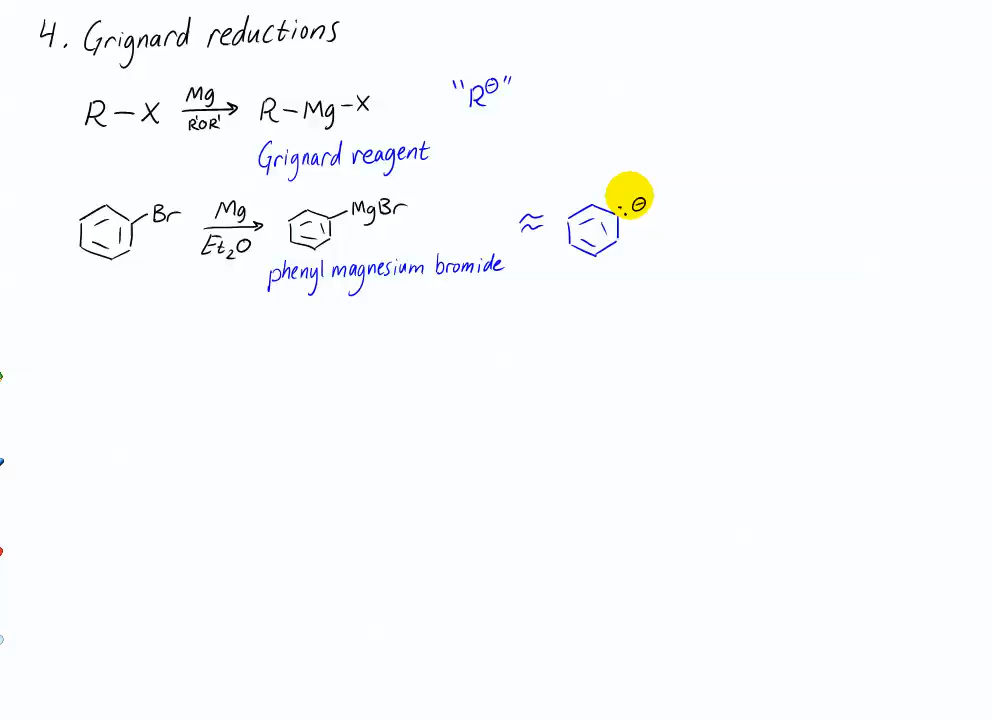 4. Grignard reductions
R-X Mg R'OR' R-Mg-X "R⊖"
Grignard reagent
Br Mg Et₂O MgBr ≈ :⊖
phenyl magnesium bromide